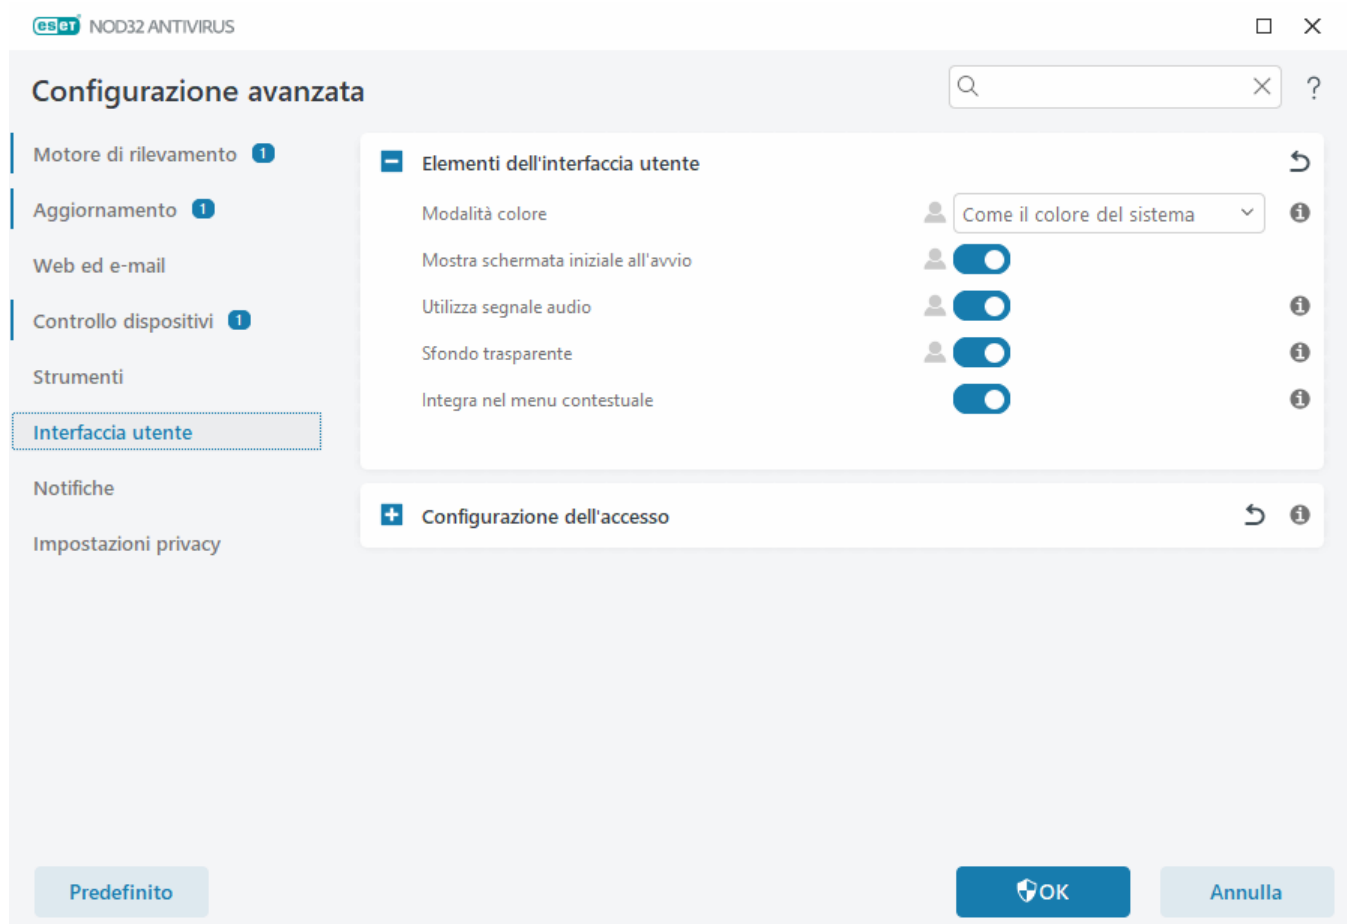 eset NOD32 ANTIVIRUS
Configurazione avanzata
?
Motore di rilevamento 1
Aggiornamento 1
Web ed e-mail
Controllo dispositivi 1
Strumenti
Interfaccia utente
Notifiche
Impostazioni privacy
Elementi dell'interfaccia utente
Modalità colore
Come il colore del sistema
Mostra schermata iniziale all'avvio
Utilizza segnale audio
Sfondo trasparente
Integra nel menu contestuale
Configurazione dell'accesso
Predefinito
OK
Annulla